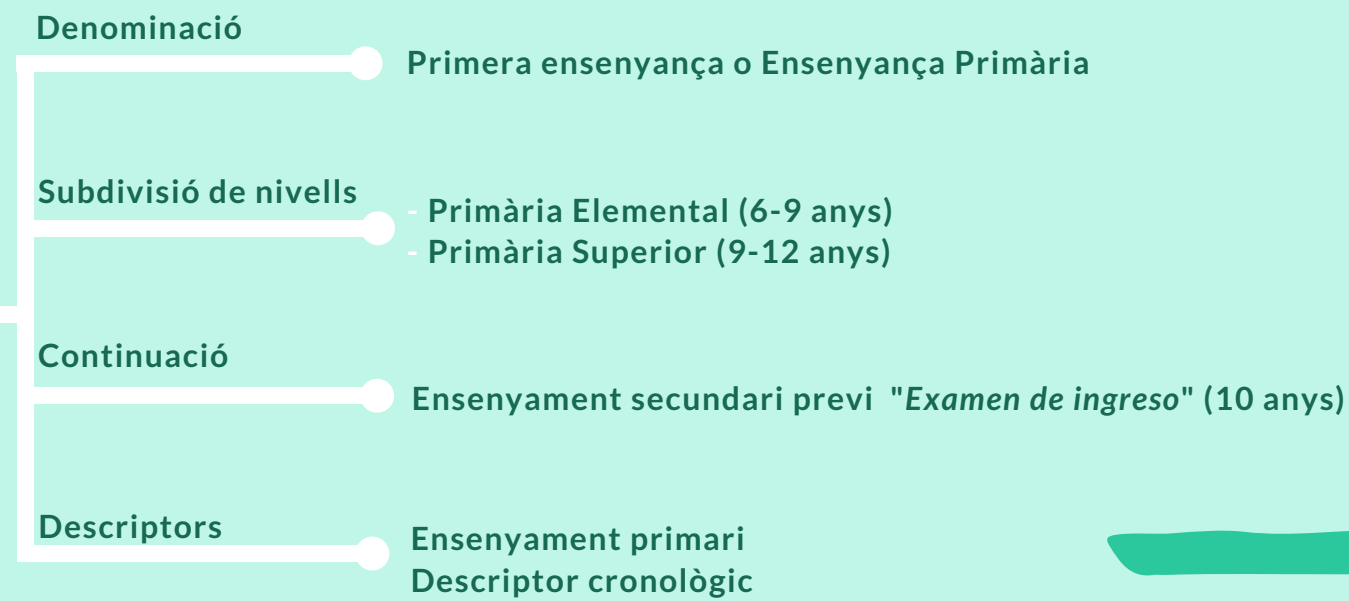 Denominació
Primera ensenyança o Ensenyança Primària
Subdivisió de nivells
- Primària Elemental (6-9 anys)
- Primària Superior (9-12 anys)
Continuació
Ensenyament secundari previ "Examen de ingreso" (10 anys)
Descriptors
Ensenyament primari
Descriptor cronològic